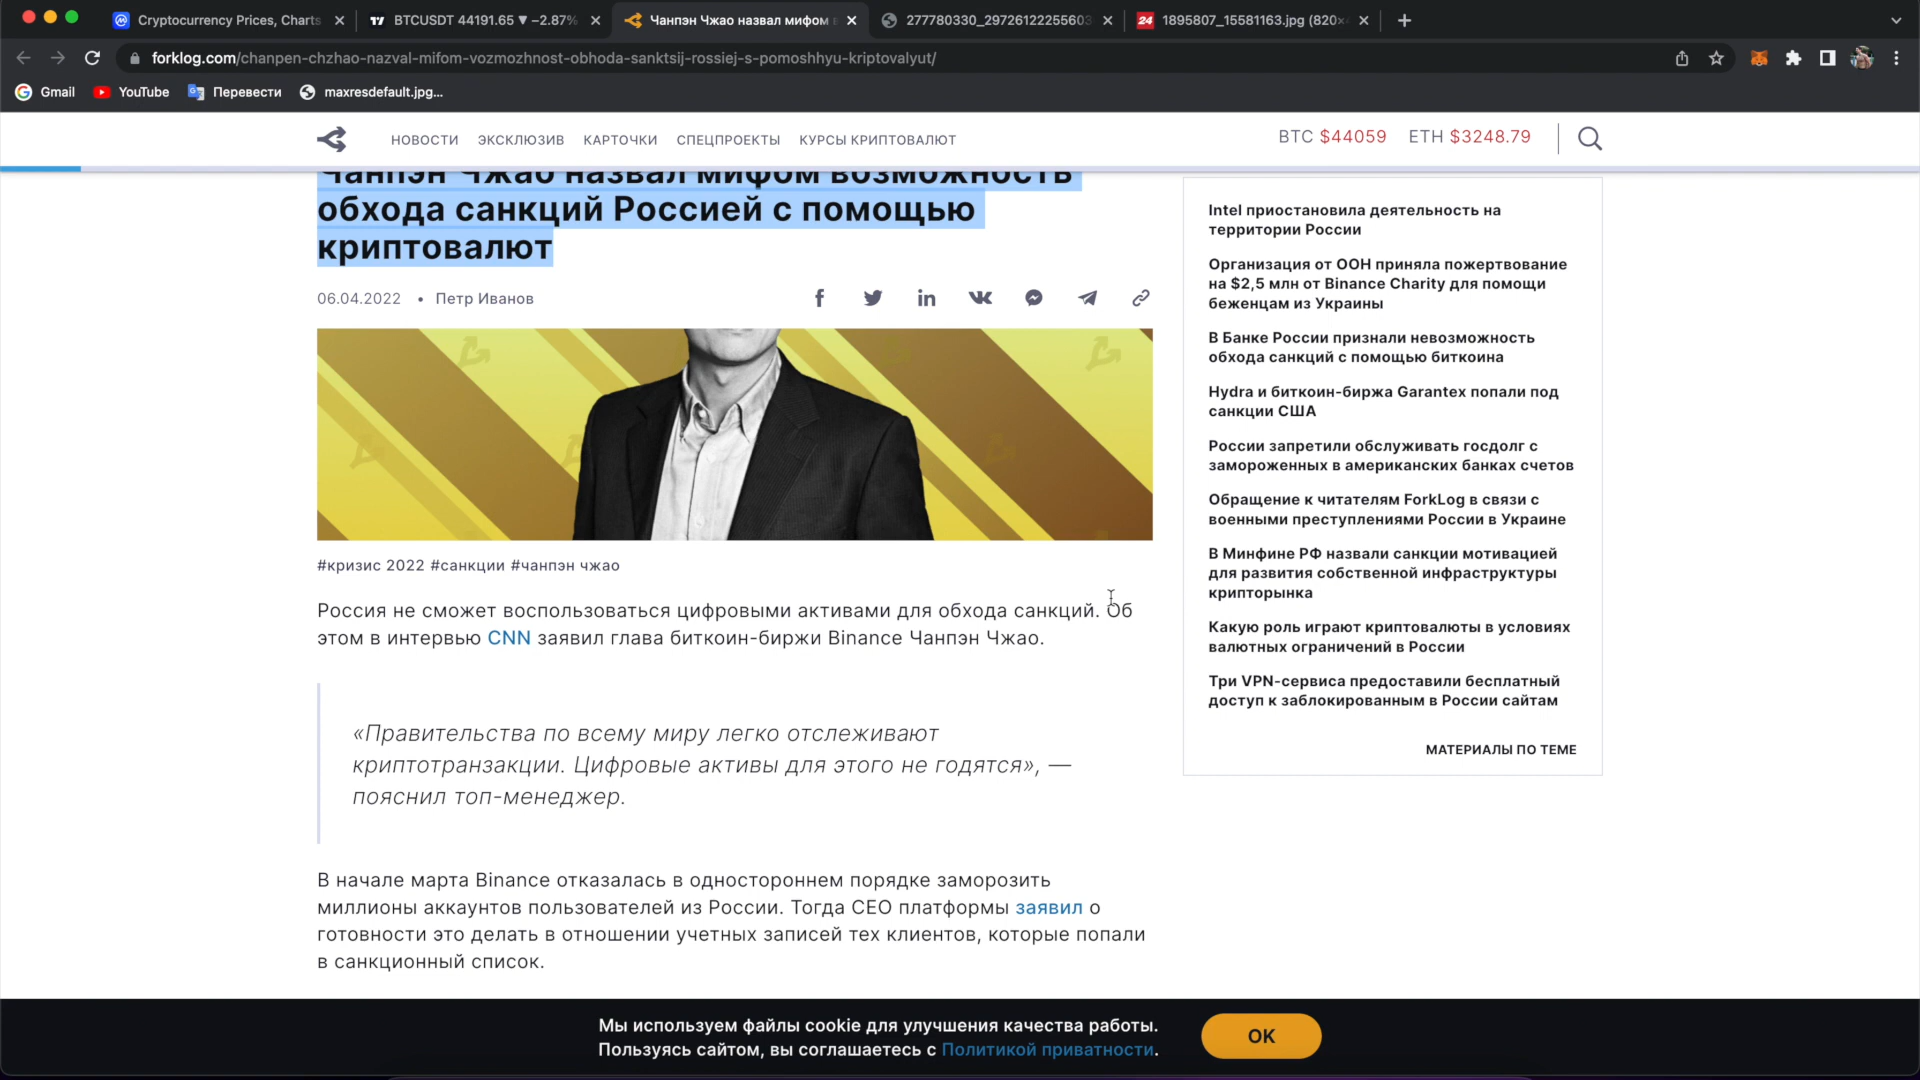 Cryptocurrency Prices, Charts
BTCUSDT 44191.65 ▼ −2.87%
Чанпэн Чжао назвал мифом в
277780330_29726122255603
24 1895807_15581163.jpg (820×
forklog.com/chanpen-chzhao-nazval-mifom-vozmozhnost-obhoda-sanktsij-rossiej-s-pomoshhyu-kriptovalyut/
Gmail
YouTube
Перевести
maxresdefault.jpg...
НОВОСТИ ЭКСКЛЮЗИВ КАРТОЧКИ СПЕЦПРОЕКТЫ КУРСЫ КРИПТОВАЛЮТ
BTC $44059 ETH $3248.79
Чанпэн Чжао назвал мифом возможность
обхода санкций Россией с помощью
криптовалют
06.04.2022 • Петр Иванов
#кризис 2022 #санкции #чанпэн чжао
Россия не сможет воспользоваться цифровыми активами для обхода санкций. Об
этом в интервью CNN заявил глава биткоин-биржи Binance Чанпэн Чжао.
«Правительства по всему миру легко отслеживают
криптотранзакции. Цифровые активы для этого не годятся», —
пояснил топ-менеджер.
В начале марта Binance отказалась в одностороннем порядке заморозить
миллионы аккаунтов пользователей из России. Тогда CEO платформы заявил о
готовности это делать в отношении учетных записей тех клиентов, которые попали
в санкционный список.
Intel приостановила деятельность на
территории России
Организация от ООН приняла пожертвование
на $2,5 млн от Binance Charity для помощи
беженцам из Украины
В Банке России признали невозможность
обхода санкций с помощью биткоина
Hydra и биткоин-биржа Garantex попали под
санкции США
России запретили обслуживать госдолг с
замороженных в американских банках счетов
Обращение к читателям ForkLog в связи с
военными преступлениями России в Украине
В Минфине РФ назвали санкции мотивацией
для развития собственной инфраструктуры
крипторынка
Какую роль играют криптовалюты в условиях
валютных ограничений в России
Три VPN-сервиса предоставили бесплатный
доступ к заблокированным в России сайтам
МАТЕРИАЛЫ ПО ТЕМЕ
Мы используем файлы cookie для улучшения качества работы.
Пользуясь сайтом, вы соглашаетесь с Политикой приватности.
OK